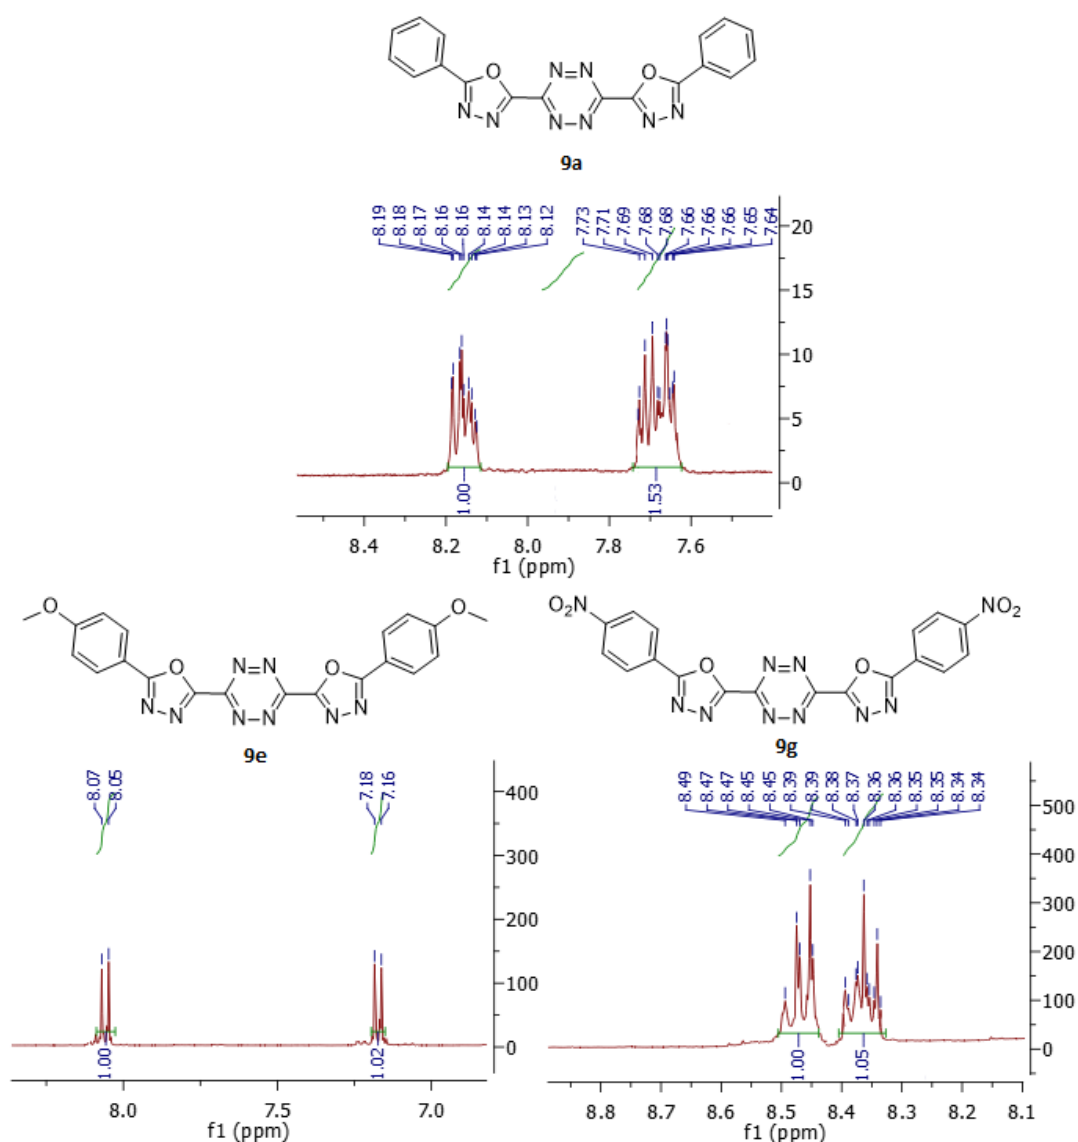 O O
N=N
N-N N-N N-N
9a
8.19 8.18 8.17 8.16 8.16 8.14 8.14 8.13 8.12 7.73 7.71 7.69 7.68 7.68 7.66 7.66 7.66 7.65 7.64
20
15
10
5
0
1.00 1.53
8.4 8.2 8.0 7.8 7.6
f1 (ppm)
O O
O N=N O
N-N N-N N-N
9e
8.07 8.05 7.18 7.16
400
300
200
100
0
1.00 1.02
8.0 7.5 7.0
f1 (ppm)
O₂N NO₂
O N=N O
N-N N-N N-N
9g
8.49 8.47 8.47 8.45 8.45 8.39 8.39 8.38 8.37 8.36 8.36 8.35 8.35 8.34 8.34
500
400
300
200
100
0
1.00 1.05
8.8 8.7 8.6 8.5 8.4 8.3 8.2 8.1
f1 (ppm)